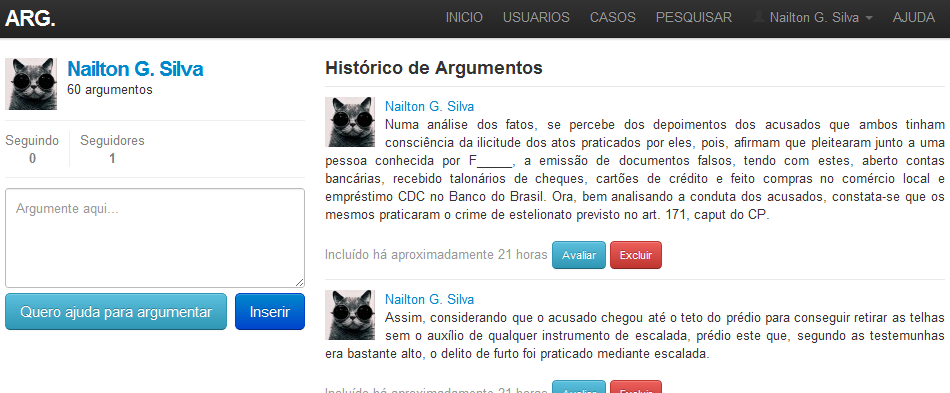 ARG.
INICIO USUARIOS CASOS PESQUISAR Nailton G. Silva AJUDA
Nailton G. Silva
60 argumentos
Seguindo Seguidores
0 1
Argumente aqui...
Quero ajuda para argumentar Inserir
Histórico de Argumentos
Nailton G. Silva
Numa análise dos fatos, se percebe dos depoimentos dos acusados que ambos tinham
consciência da ilicitude dos atos praticados por eles, pois, afirmam que pleitearam junto a uma
pessoa conhecida por F_____, a emissão de documentos falsos, tendo com estes, aberto contas
bancárias, recebido talonários de cheques, cartões de crédito e feito compras no comércio local e
empréstimo CDC no Banco do Brasil. Ora, bem analisando a conduta dos acusados, constata-se que os
mesmos praticaram o crime de estelionato previsto no art. 171, caput do CP.
Incluído há aproximadamente 21 horas Avaliar Excluir
Nailton G. Silva
Assim, considerando que o acusado chegou até o teto do prédio para conseguir retirar as telhas
sem o auxílio de qualquer instrumento de escalada, prédio este que, segundo as testemunhas
era bastante alto, o delito de furto foi praticado mediante escalada.
Incluído há aproximadamente 21 horas Avaliar Excluir